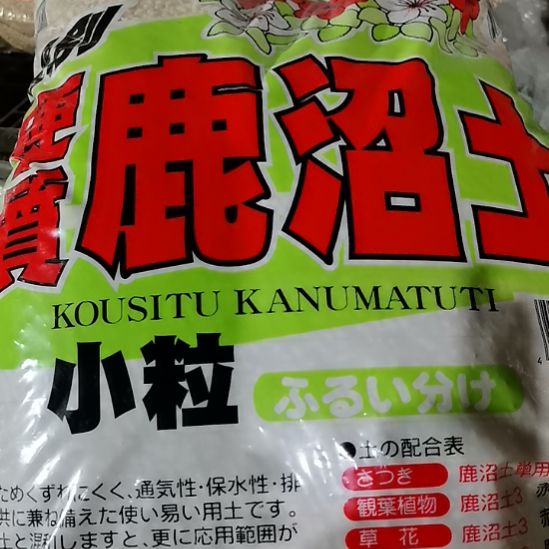 硬質
鹿沼土
KOUSITU KANUMATUTI
小粒
ふるい分け
●土の配合表
さつき 鹿沼土単用
観葉植物 鹿沼土3
草花 鹿沼土3
ためくずれにくく、通気性・保水性・排
共に兼ね備えた使い易い用土です。
土と混和しますと、更に応用範囲が